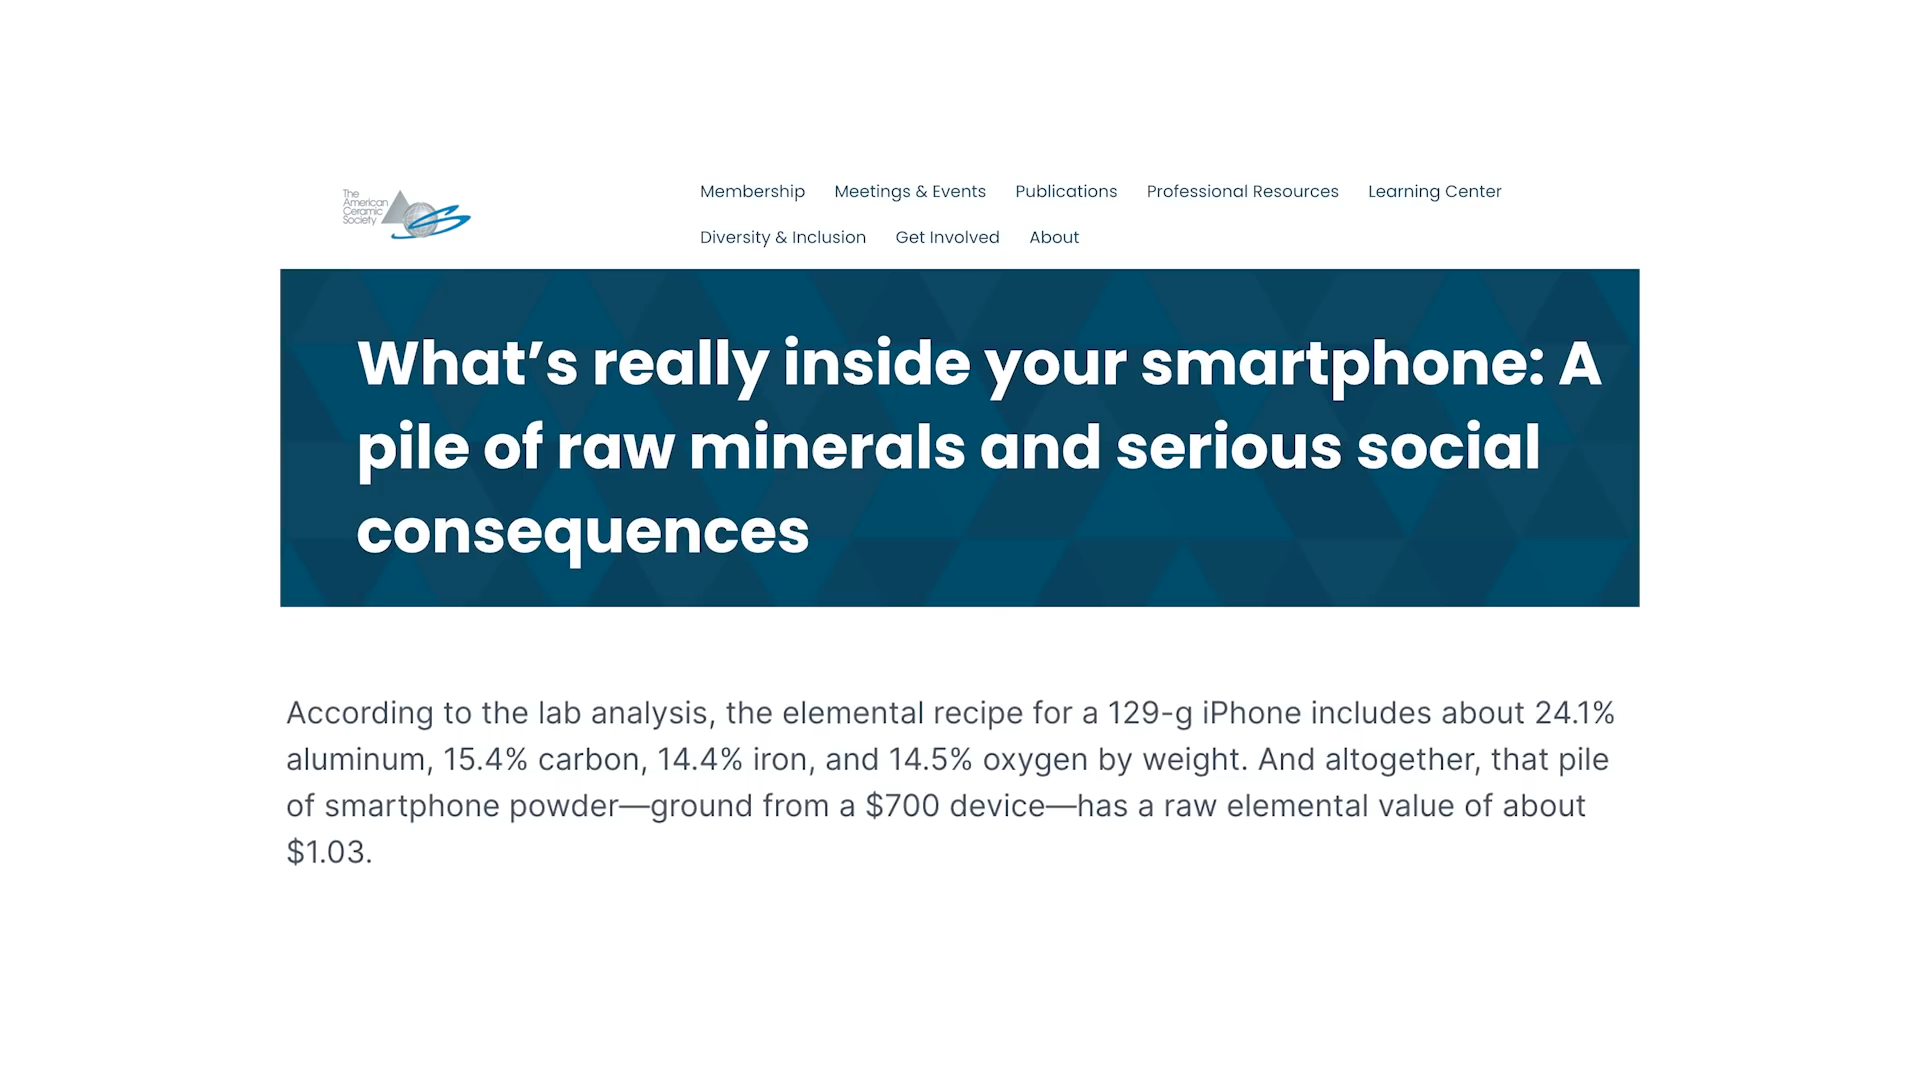 The
American
Ceramic
Society
Membership Meetings & Events Publications Professional Resources Learning Center
Diversity & Inclusion Get Involved About
What’s really inside your smartphone: A
pile of raw minerals and serious social
consequences
According to the lab analysis, the elemental recipe for a 129-g iPhone includes about 24.1%
aluminum, 15.4% carbon, 14.4% iron, and 14.5% oxygen by weight. And altogether, that pile
of smartphone powder—ground from a $700 device—has a raw elemental value of about
$1.03.